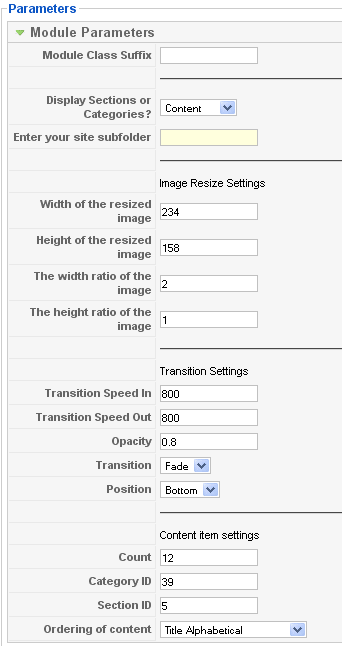 Parameters
Module Parameters
Module Class Suffix
Display Sections or
Categories? Content
Enter your site subfolder
Image Resize Settings
Width of the resized
image 234
Height of the resized
image 158
The width ratio of the
image 2
The height ratio of the
image 1
Transition Settings
Transition Speed In 800
Transition Speed Out 800
Opacity 0.8
Transition Fade
Position Bottom
Content item settings
Count 12
Category ID 39
Section ID 5
Ordering of content Title Alphabetical